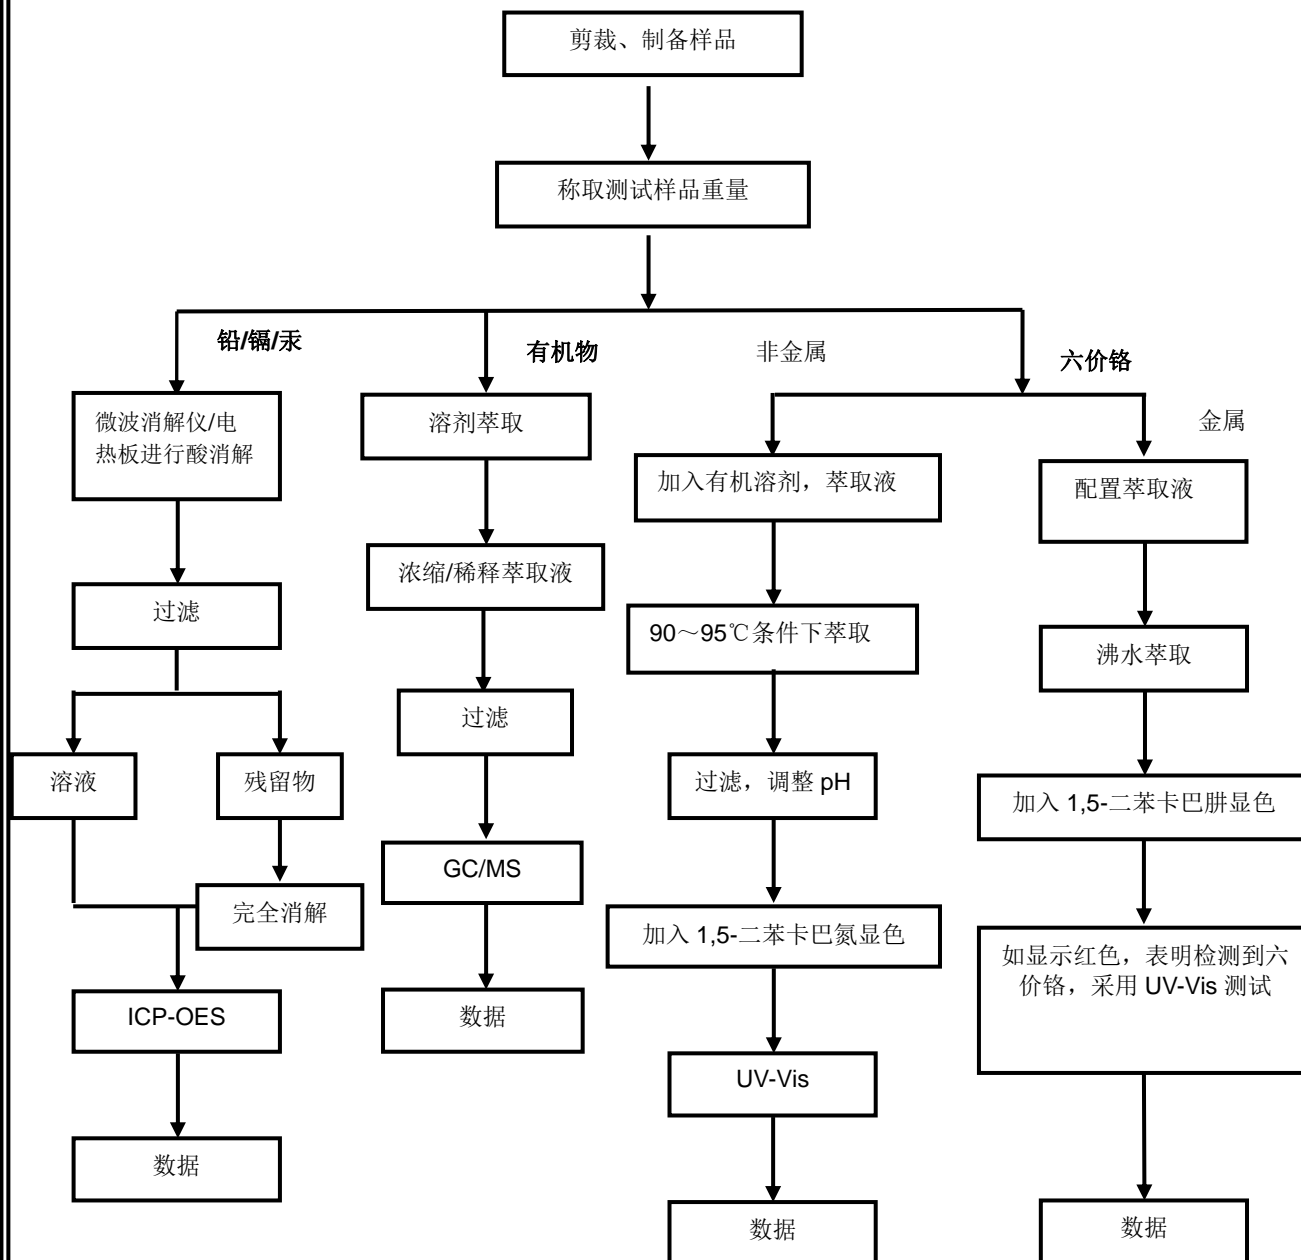 剪裁、制备样品
称取测试样品重量
铅/镉/汞
有机物
非金属
六价铬
金属
微波消解仪/电
热板进行酸消解
溶剂萃取
加入有机溶剂，萃取液
配置萃取液
浓缩/稀释萃取液
过滤
90～95℃条件下萃取
沸水萃取
过滤
溶液
残留物
过滤，调整 pH
加入 1,5-二苯卡巴肼显色
GC/MS
完全消解
加入 1,5-二苯卡巴氮显色
如显示红色，表明检测到六
价铬，采用 UV-Vis 测试
ICP-OES
数据
UV-Vis
数据
数据
数据